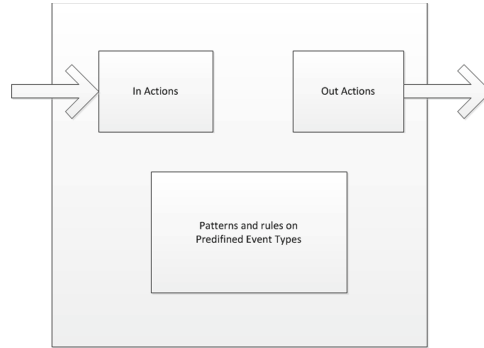 In Actions
Out Actions
Patterns and rules on
Predifined Event Types